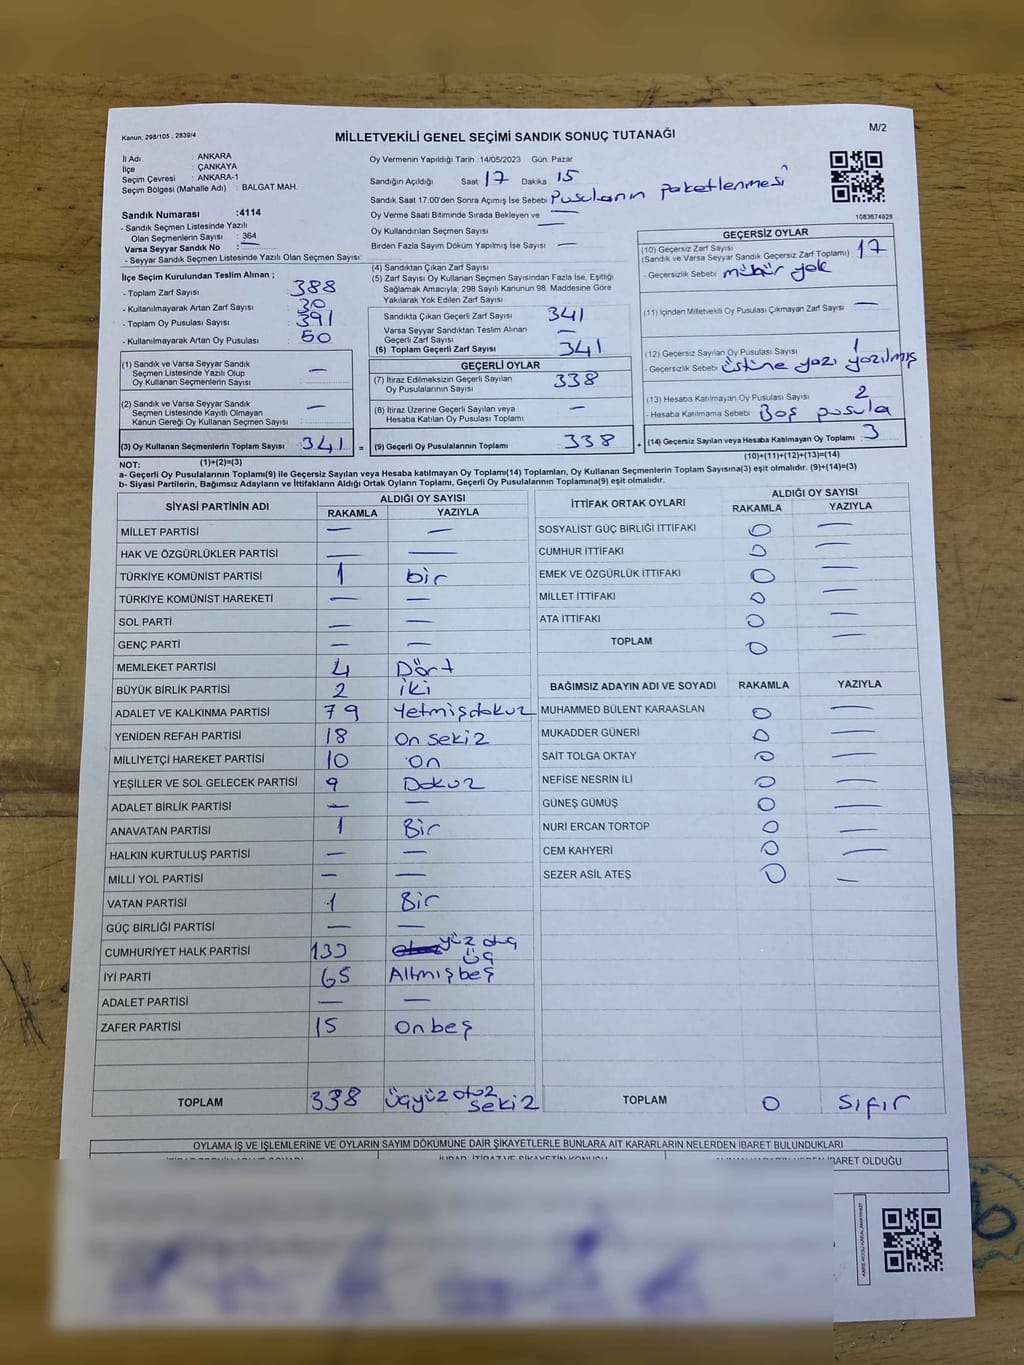 Kanun; 298/105 , 2839/4
MİLLETVEKİLİ GENEL SEÇİMİ SANDIK SONUÇ TUTANAĞI
M/2
İl Adı : ANKARA
İlçe : ÇANKAYA
Seçim Çevresi : ANKARA-1
Seçim Bölgesi (Mahalle Adı) : BALGAT MAH.
Sandık Numarası :4114
- Sandık Seçmen Listesinde Yazılı
Olan Seçmenlerin Sayısı : 364
Varsa Seyyar Sandık No : —
- Seyyar Sandık Seçmen Listesinde Yazılı Olan Seçmen Sayısı:
Oy Vermenin Yapıldığı Tarih :14/05/2023 Gün: Pazar
Sandığın Açıldığı Saat: 17 Dakika: 15
Sandık Saat 17.00'den Sonra Açmış İse Sebebi Pusulanın paketlenmesi
Oy Verme Saati Bitiminde Sırada Bekleyen ve —
Oy Kullandırılan Seçmen Sayısı —
Birden Fazla Sayım Döküm Yapılmış İse Sayısı —
1083674928
İlçe Seçim Kurulundan Teslim Alınan ;
- Toplam Zarf Sayısı : 388
- Kullanılmayarak Artan Zarf Sayısı : 30
- Toplam Oy Pusulası Sayısı : 391
- Kullanılmayarak Artan Oy Pusulası : 50
(1) Sandık ve Varsa Seyyar Sandık
Seçmen Listesinde Yazılı Olup
Oy Kullanan Seçmenlerin Sayısı : —
(2) Sandık ve Varsa Seyyar Sandık
Seçmen Listesinde Kayıtlı Olmayan
Kanun Gereği Oy Kullanan Seçmen Sayısı : —
(3) Oy Kullanan Seçmenlerin Toplam Sayısı : 341 =
(1)+(2)=(3)
(4) Sandıktan Çıkan Zarf Sayısı
(5) Zarf Sayısı Oy Kullanan Seçmen Sayısından Fazla İse, Eşitliği
Sağlamak Amacıyla; 298 Sayılı Kanunun 98. Maddesine Göre
Yakılarak Yok Edilen Zarf Sayısı
Sandıkta Çıkan Geçerli Zarf Sayısı 341
Varsa Seyyar Sandıktan Teslim Alınan
Geçerli Zarf Sayısı —
(6) Toplam Geçerli Zarf Sayısı 341
GEÇERLİ OYLAR
(7) İtiraz Edilmeksizin Geçerli Sayılan
Oy Pusulalarının Sayısı 338
(8) İtiraz Üzerine Geçerli Sayılan veya
Hesaba Katılan Oy Pusulası Toplamı —
(9) Geçerli Oy Pusulalarının Toplamı 338 +
GEÇERSİZ OYLAR
(10) Geçersiz Zarf Sayısı
(Sandık ve Varsa Seyyar Sandık Geçersiz Zarf Toplamı) : 17
- Geçersizlik Sebebi mühür yok
(11) İçinden Milletvekili Oy Pusulası Çıkmayan Zarf Sayısı —
(12) Geçersiz Sayılan Oy Pusulası Sayısı 1
- Geçersizlik Sebebi üstüne yazı yazılmış
(13) Hesaba Katılmayan Oy Pusulası Sayısı 2
- Hesaba Katılmama Sebebi Boş pusula
(14) Geçersiz Sayılan veya Hesaba Katılmayan Oy Toplamı 3
(10)+(11)+(12)+(13)=(14)
NOT:
a- Geçerli Oy Pusulalarının Toplamı(9) ile Geçersiz Sayılan veya Hesaba katılmayan Oy Toplamı(14) Toplamları, Oy Kullanan Seçmenlerin Toplam Sayısına(3) eşit olmalıdır. (9)+(14)=(3)
b- Siyasi Partilerin, Bağımsız Adayların ve İttifakların Aldığı Ortak Oyların Toplamı, Geçerli Oy Pusulalarının Toplamına(9) eşit olmalıdır.
SİYASİ PARTİNİN ADI ALDIĞI OY SAYISI
RAKAMLA YAZIYLA
MİLLET PARTİSİ — —
HAK VE ÖZGÜRLÜKLER PARTİSİ — —
TÜRKİYE KOMÜNİST PARTİSİ 1 bir
TÜRKİYE KOMÜNİST HAREKETİ — —
SOL PARTİ — —
GENÇ PARTİ — —
MEMLEKET PARTİSİ 4 Dört
BÜYÜK BİRLİK PARTİSİ 2 iki
ADALET VE KALKINMA PARTİSİ 79 Yetmişdokuz
YENİDEN REFAH PARTİSİ 18 On sekiz
MİLLİYETÇİ HAREKET PARTİSİ 10 on
YEŞİLLER VE SOL GELECEK PARTİSİ 9 Dokuz
ADALET BİRLİK PARTİSİ — —
ANAVATAN PARTİSİ 1 Bir
HALKIN KURTULUŞ PARTİSİ — —
MİLLİ YOL PARTİSİ — —
VATAN PARTİSİ 1 Bir
GÜÇ BİRLİĞİ PARTİSİ — —
CUMHURİYET HALK PARTİSİ 133 yüz otuz
üç
İYİ PARTİ 65 Altmışbeş
ADALET PARTİSİ — —
ZAFER PARTİSİ 15 Onbeş
TOPLAM 338 üçyüz otuz
sekiz
İTTİFAK ORTAK OYLARI ALDIĞI OY SAYISI
RAKAMLA YAZIYLA
SOSYALİST GÜÇ BİRLİĞİ İTTİFAKI 0 —
CUMHUR İTTİFAKI 0 —
EMEK VE ÖZGÜRLÜK İTTİFAKI 0 —
MİLLET İTTİFAKI 0 —
ATA İTTİFAKI 0 —
TOPLAM 0 —
BAĞIMSIZ ADAYIN ADI VE SOYADI RAKAMLA YAZIYLA
MUHAMMED BÜLENT KARAASLAN 0 —
MUKADDER GÜNERİ 0 —
SAİT TOLGA OKTAY 0 —
NEFİSE NESRİN İLİ 0 —
GÜNEŞ GÜMÜŞ 0 —
NURİ ERCAN TORTOP 0 —
CEM KAHYERİ 0 —
SEZER ASİL ATEŞ 0 —
TOPLAM 0 Sıfır
OYLAMA İŞ VE İŞLEMLERİNE VE OYLARIN SAYIM DÖKÜMÜNE DAİR ŞİKAYETLERLE BUNLARA AİT KARARLARIN NELERDEN İBARET BULUNDUKLARI
İBARET OLDUĞU